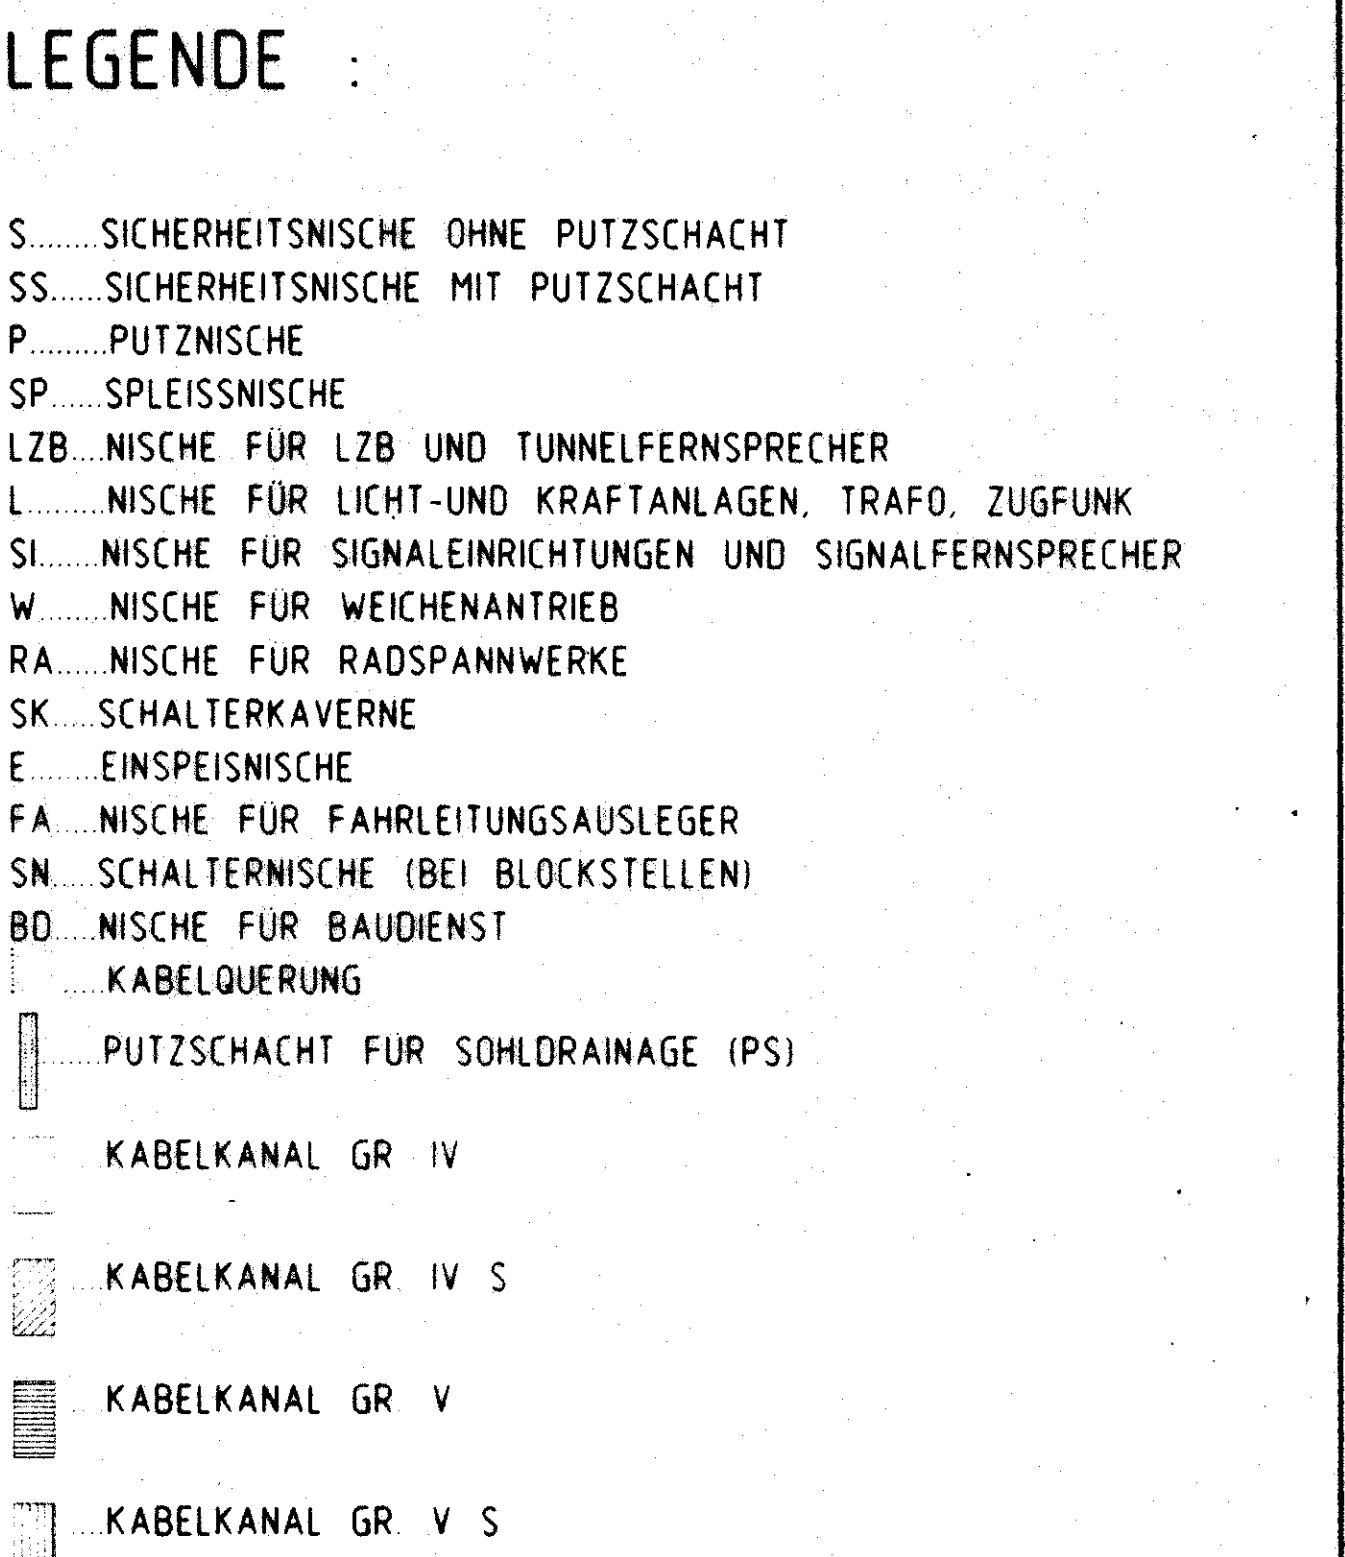 LEGENDE :
S........SICHERHEITSNISCHE OHNE PUTZSCHACHT
SS......SICHERHEITSNISCHE MIT PUTZSCHACHT
P.........PUTZNISCHE
SP......SPLEISSNISCHE
LZB....NISCHE FÜR LZB UND TUNNELFERNSPRECHER
L.........NISCHE FÜR LICHT-UND KRAFTANLAGEN, TRAFO, ZUGFUNK
SI.......NISCHE FÜR SIGNALEINRICHTUNGEN UND SIGNALFERNSPRECHER
W........NISCHE FÜR WEICHENANTRIEB
RA......NISCHE FÜR RADSPANNWERKE
SK.....SCHALTERKAVERNE
E........EINSPEISNISCHE
FA.....NISCHE FÜR FAHRLEITUNGSAUSLEGER
SN.....SCHALTERNISCHE (BEI BLOCKSTELLEN)
BD.....NISCHE FÜR BAUDIENST
.....KABELQUERUNG
.......PUTZSCHACHT FÜR SOHLDRAINAGE (PS)
KABELKANAL GR IV
....KABELKANAL GR. IV S
...KABELKANAL GR V
....KABELKANAL GR. V S